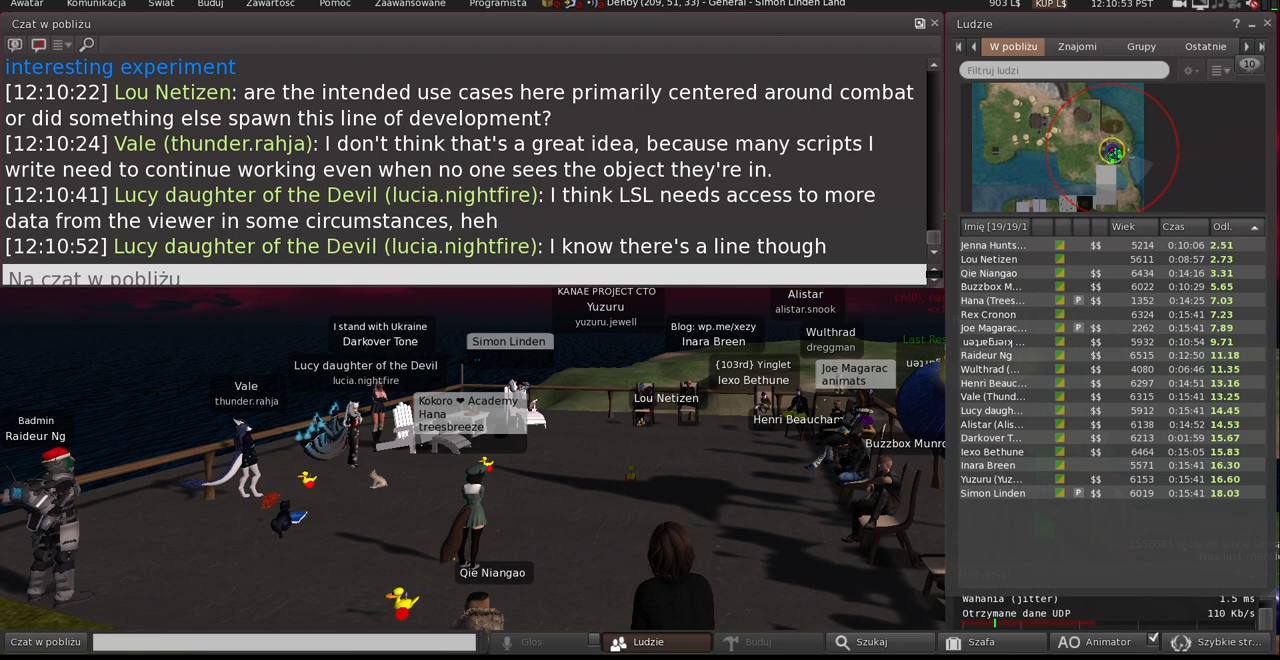 Awatar Komunikacja Świat Buduj Zawartość Pomoc Zaawansowane Programista Denby (209, 51, 33) - General - Simon Linden Land 903 L$ KUP L$ 12:10:53 PST
Czat w pobliżu
interesting experiment
[12:10:22] Lou Netizen: are the intended use cases here primarily centered around combat
or did something else spawn this line of development?
[12:10:24] Vale (thunder.rahja): I don't think that's a great idea, because many scripts I
write need to continue working even when no one sees the object they're in.
[12:10:41] Lucy daughter of the Devil (lucia.nightfire): I think LSL needs access to more
data from the viewer in some circumstances, heh
[12:10:52] Lucy daughter of the Devil (lucia.nightfire): I know there's a line though
Na czat w pobliżu
Ludzie
W pobliżu Znajomi Grupy Ostatnie
Filtruj ludzi
10
Imię [19/19/1 Wiek Czas Odl.
Jenna Hunts... $$ 5214 0:10:06 2.51
Lou Netizen 5611 0:08:57 2.73
Qie Niangao $$ 6434 0:14:16 3.31
Buzzbox M... $$ 6022 0:10:29 5.65
Hana (Trees... P $$ 1352 0:14:25 7.03
Rex Cronon 6324 0:15:41 7.23
Joe Magarac... P $$ 2262 0:15:41 7.89
$$ 5932 0:10:54 9.71
Raideur Ng $$ 6515 0:12:50 11.18
Wulthrad (... $$ 4080 0:06:46 11.35
Henri Beauc... $$ 6297 0:14:51 13.16
Vale (Thund... $$ 6315 0:15:41 13.25
Lucy daugh... $$ 5912 0:15:41 14.45
Alistar (Alis... $$ 6138 0:14:52 14.53
Darkover T... $$ 6213 0:01:59 15.67
Iexo Bethune $$ 6464 0:15:05 15.83
Inara Breen 5571 0:15:41 16.30
Yuzuru (Yuz... $$ 6153 0:15:41 16.60
Simon Linden P $$ 6019 0:15:41 18.03
KANAE PROJECT CTO
Yuzuru
yuzuru.jewell
Alistar
alistar.snook
I stand with Ukraine
Darkover Tone
Simon Linden
Blog: wp.me/xezy
Inara Breen
Wulthrad
dreggman
Last Res
Lucy daughter of the Devil
lucia.nightfire
{103rd} Yinglet
Iexo Bethune
Joe Magarac
animats
Vale
thunder.rahja
Kokoro ❤ Academy
Hana
treesbreeze
Lou Netizen
Henri Beaucham
Badmin
Raideur Ng
Buzzbox Munro
Qie Niangao
Wahania (jitter) 1.5 ms
Otrzymane dane UDP 110 Kb/s
Czat w pobliżu Głos Ludzie Buduj Szukaj Szafa AO Animator Szybkie str...